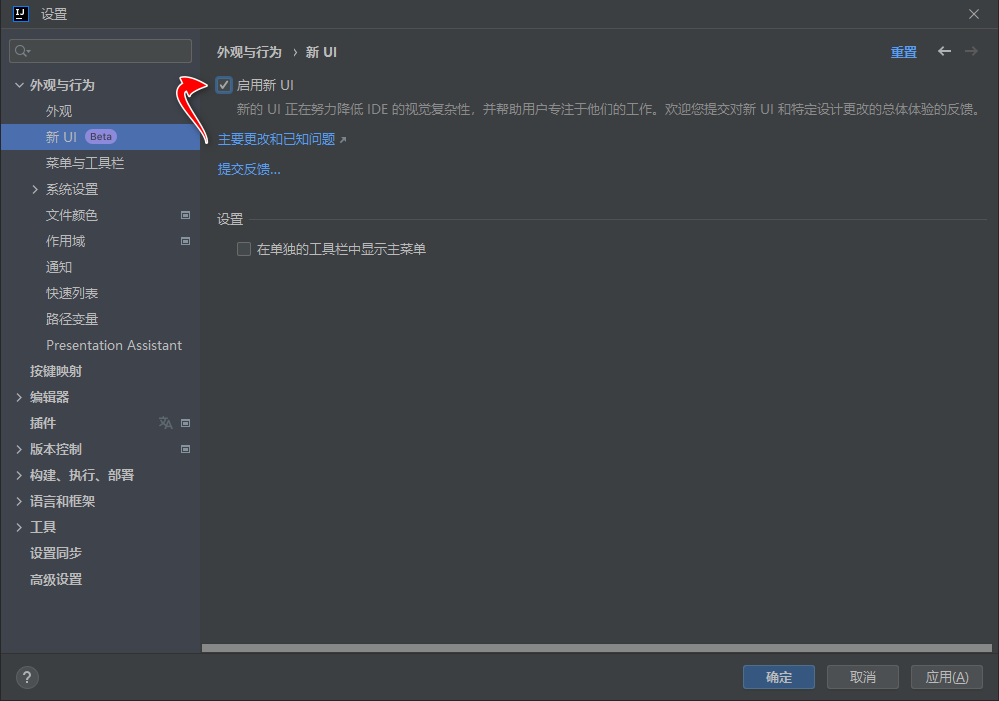 IJ 设置
外观与行为 › 新 UI 重置
外观与行为
启用新 UI
外观
新的 UI 正在努力降低 IDE 的视觉复杂性，并帮助用户专注于他们的工作。欢迎您提交对新 UI 和特定设计更改的总体体验的反馈。
新 UI Beta
主要更改和已知问题
菜单与工具栏
提交反馈...
系统设置
文件颜色
设置
作用域
在单独的工具栏中显示主菜单
通知
快速列表
路径变量
Presentation Assistant
按键映射
编辑器
插件
版本控制
构建、执行、部署
语言和框架
工具
设置同步
高级设置
? 确定 取消 应用(A)